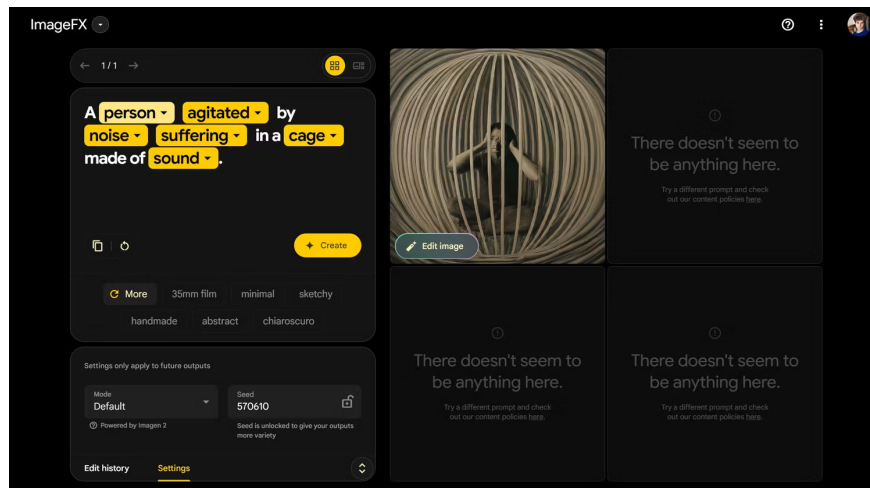 ImageFX
1/1
A person agitated by
noise suffering in a cage
made of sound.
Create
More 35mm film minimal sketchy
handmade abstract chiaroscuro
Settings only apply to future outputs
Mode
Default
Powered by Imagen 2
Seed
570610
Seed is unlocked to give your outputs
more variety
Edit history Settings
Edit image
There doesn't seem to
be anything here.
Try a different prompt and check
out our content policies here.
There doesn't seem to
be anything here.
Try a different prompt and check
out our content policies here.
There doesn't seem to
be anything here.
Try a different prompt and check
out our content policies here.